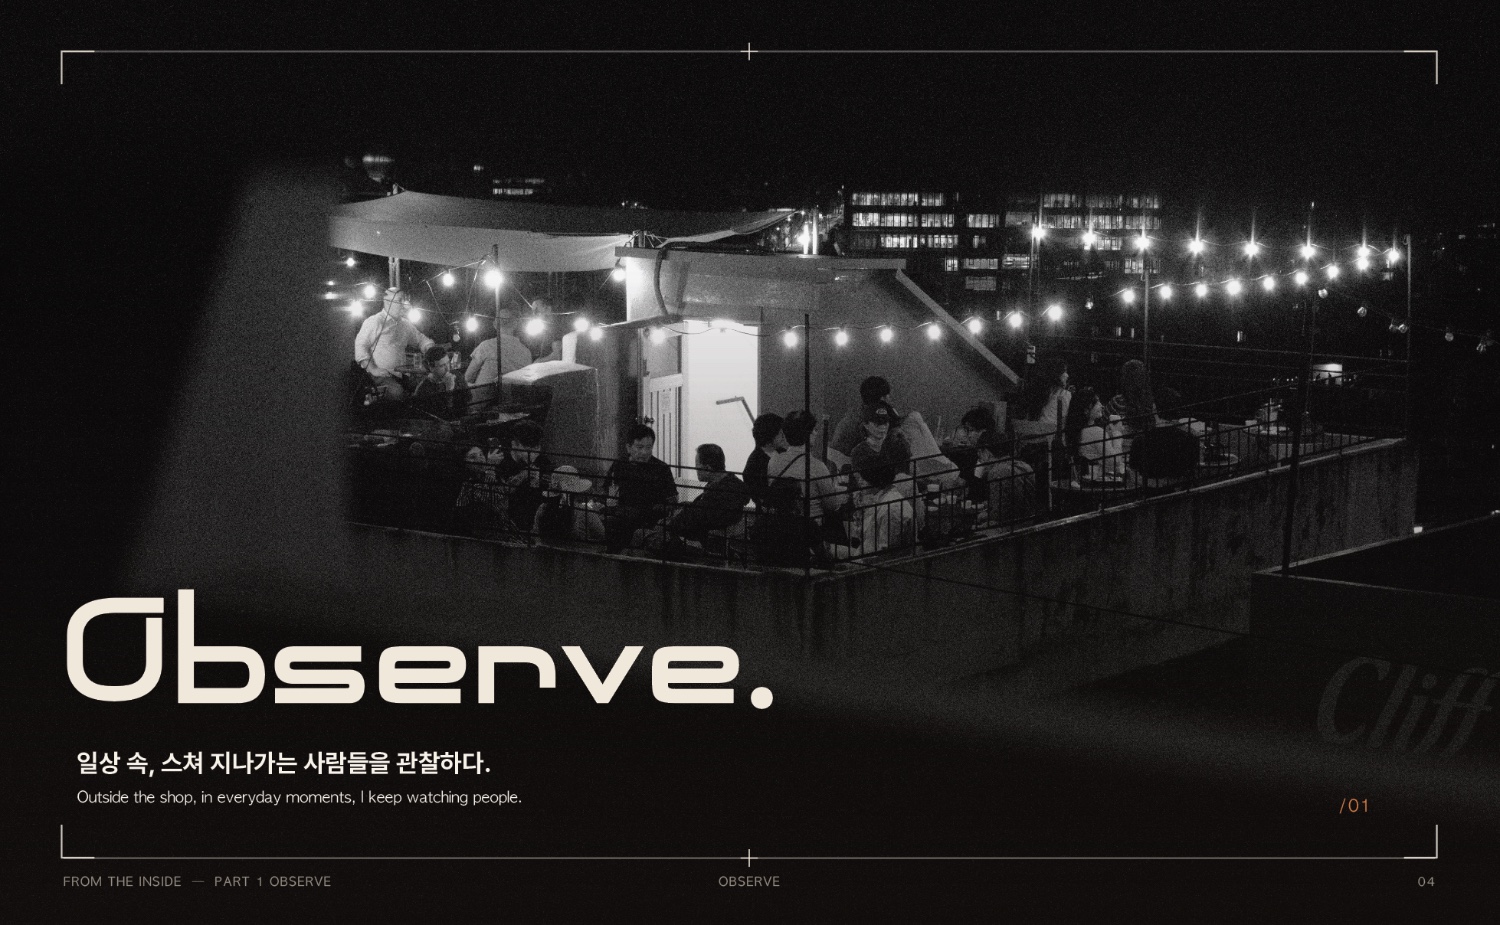 Cliff
Observe.
일상 속, 스쳐 지나가는 사람들을 관찰하다.
Outside the shop, in everyday moments, I keep watching people.
/01
FROM THE INSIDE — PART 1 OBSERVE
OBSERVE
04